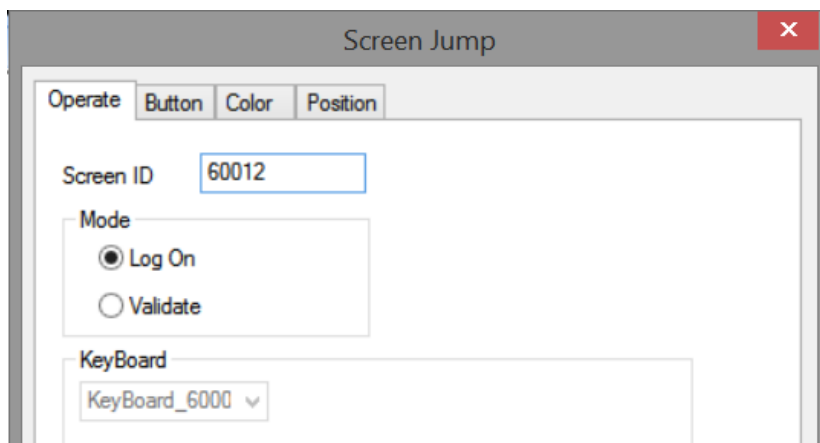 Screen Jump
Operate Button Color Position
Screen ID 60012
Mode
Log On
Validate
KeyBoard
KeyBoard_6000